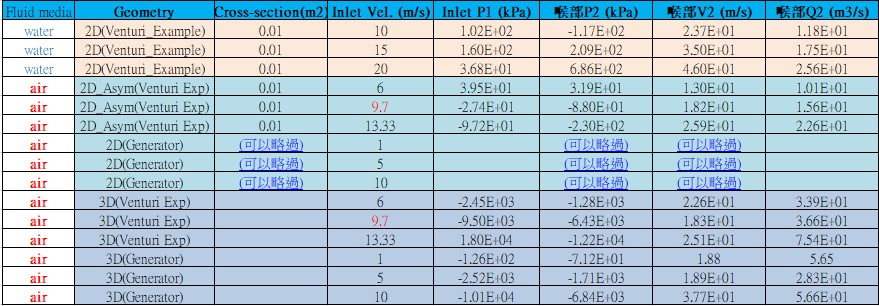 Fluid media Geometry Cross-section(m2) Inlet Vel. (m/s) Inlet P1 (kPa) 喉部P2 (kPa) 喉部V2 (m/s) 喉部Q2 (m3/s)
water 2D(Venturi_Example) 0.01 10 1.02E+02 -1.17E+02 2.37E+01 1.18E+01
water 2D(Venturi_Example) 0.01 15 1.60E+02 2.09E+02 3.50E+01 1.75E+01
water 2D(Venturi_Example) 0.01 20 3.68E+01 6.86E+02 4.60E+01 2.56E+01
air 2D_Asym(Venturi Exp) 0.01 6 3.95E+01 3.19E+01 1.30E+01 1.01E+01
air 2D_Asym(Venturi Exp) 0.01 9.7 -2.74E+01 -8.80E+01 1.82E+01 1.56E+01
air 2D_Asym(Venturi Exp) 0.01 13.33 -9.72E+01 -2.30E+02 2.59E+01 2.26E+01
air 2D(Generator) (可以略過) 1 (可以略過) (可以略過)
air 2D(Generator) (可以略過) 5 (可以略過) (可以略過)
air 2D(Generator) (可以略過) 10 (可以略過) (可以略過)
air 3D(Venturi Exp) 6 -2.45E+03 -1.28E+03 2.26E+01 3.39E+01
air 3D(Venturi Exp) 9.7 -9.50E+03 -6.43E+03 1.83E+01 3.66E+01
air 3D(Venturi Exp) 13.33 1.80E+04 -1.22E+04 2.51E+01 7.54E+01
air 3D(Generator) 1 -1.26E+02 -7.12E+01 1.88 5.65
air 3D(Generator) 5 -2.52E+03 -1.71E+03 1.89E+01 2.83E+01
air 3D(Generator) 10 -1.01E+04 -6.84E+03 3.77E+01 5.66E+01